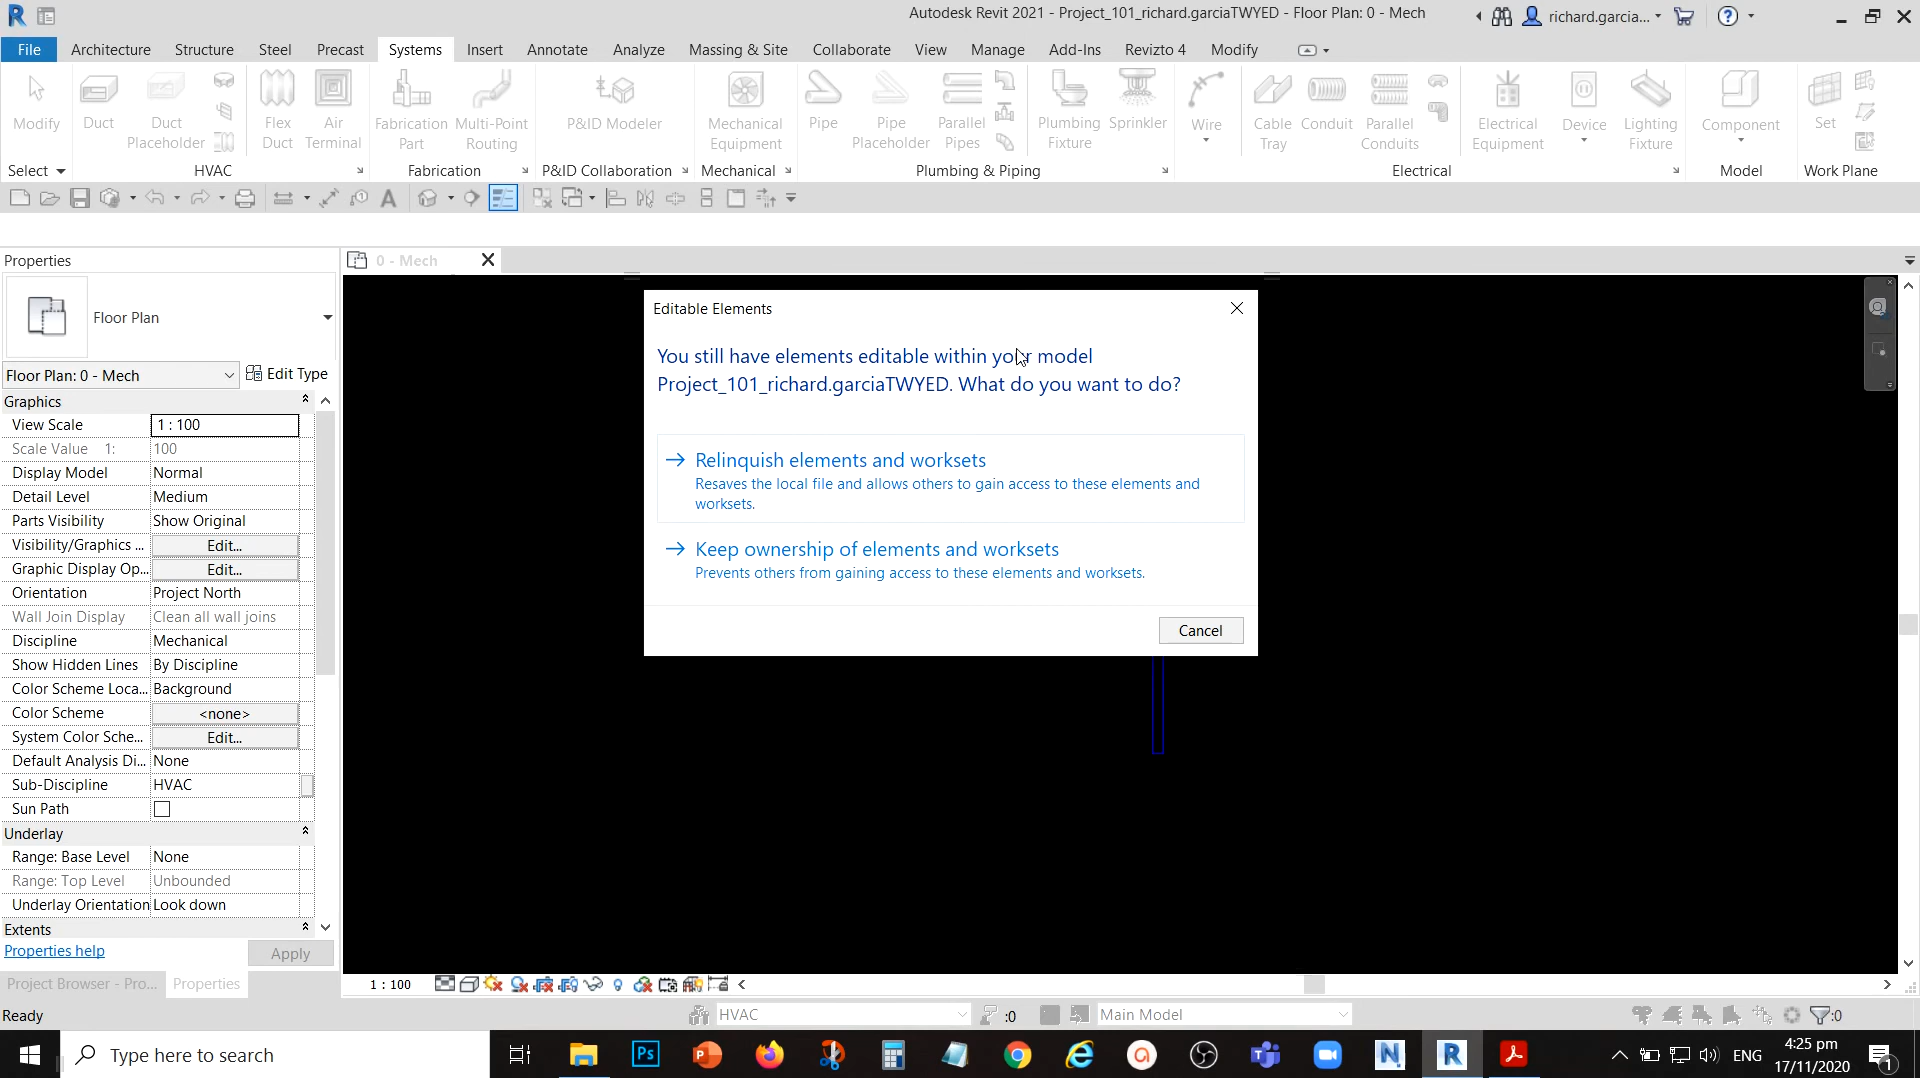 Autodesk Revit 2021 - Project_101_richard.garciaTWYED - Floor Plan: 0 - Mech
richard.garcia...
File Architecture Structure Steel Precast Systems Insert Annotate Analyze Massing & Site Collaborate View Manage Add-Ins Revizto 4 Modify
Modify
Duct
Duct
Placeholder
Flex
Duct
Air
Terminal
Fabrication
Part
Multi-Point
Routing
P&ID Modeler
Mechanical
Equipment
Pipe
Pipe
Placeholder
Parallel
Pipes
Plumbing
Fixture
Sprinkler
Wire
Cable
Tray
Conduit
Parallel
Conduits
Electrical
Equipment
Device
Lighting
Fixture
Component
Set
Select HVAC Fabrication P&ID Collaboration Mechanical Plumbing & Piping Electrical Model Work Plane
Properties
0 - Mech
Floor Plan
Floor Plan: 0 - Mech Edit Type
Graphics
View Scale 1 : 100
Scale Value 1: 100
Display Model Normal
Detail Level Medium
Parts Visibility Show Original
Visibility/Graphics ... Edit...
Graphic Display Op... Edit...
Orientation Project North
Wall Join Display Clean all wall joins
Discipline Mechanical
Show Hidden Lines By Discipline
Color Scheme Loca... Background
Color Scheme <none>
System Color Sche... Edit...
Default Analysis Di... None
Sub-Discipline HVAC
Sun Path
Underlay
Range: Base Level None
Range: Top Level Unbounded
Underlay Orientation Look down
Extents
Properties help Apply
Project Browser - Pro... Properties
Editable Elements
You still have elements editable within your model
Project_101_richard.garciaTWYED. What do you want to do?
Relinquish elements and worksets
Resaves the local file and allows others to gain access to these elements and
worksets.
Keep ownership of elements and worksets
Prevents others from gaining access to these elements and worksets.
Cancel
1 : 100
Ready HVAC :0 Main Model :0
Type here to search
ENG
4:25 pm
17/11/2020
1